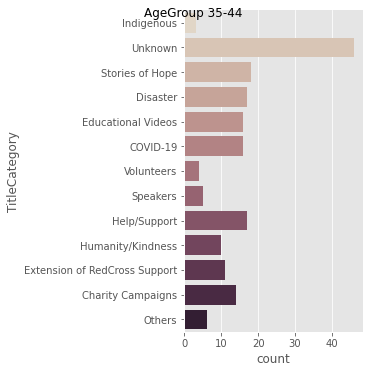 AgeGroup 35-44
Indigenous
Unknown
Stories of Hope
Disaster
Educational Videos
COVID-19
Volunteers
Speakers
Help/Support
Humanity/Kindness
Extension of RedCross Support
Charity Campaigns
Others
TitleCategory
0 10 20 30 40
count